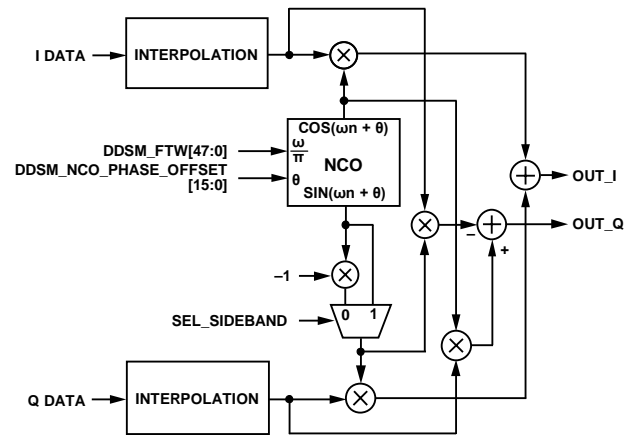 I DATA
INTERPOLATION
COS(ωn + θ)
DDSM_FTW[47:0]
ω
π
NCO
DDSM_NCO_PHASE_OFFSET
[15:0]
θ
SIN(ωn + θ)
OUT_I
–
+
OUT_Q
–1
0
1
SEL_SIDEBAND
Q DATA
INTERPOLATION